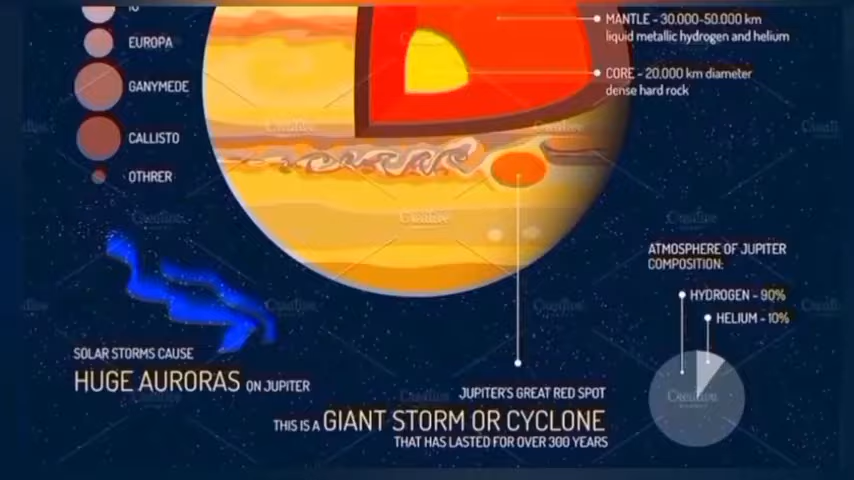 IO
EUROPA
GANYMEDE
CALLISTO
OTHRER
MANTLE - 30.000-50.000 km
liquid metallic hydrogen and helium
CORE - 20.000 km diameter
dense hard rock
ATMOSPHERE OF JUPITER
COMPOSITION:
HYDROGEN - 90%
HELIUM - 10%
SOLAR STORMS CAUSE
HUGE AURORAS ON JUPITER
JUPITER'S GREAT RED SPOT
THIS IS A GIANT STORM OR CYCLONE
THAT HAS LASTED FOR OVER 300 YEARS
Creative